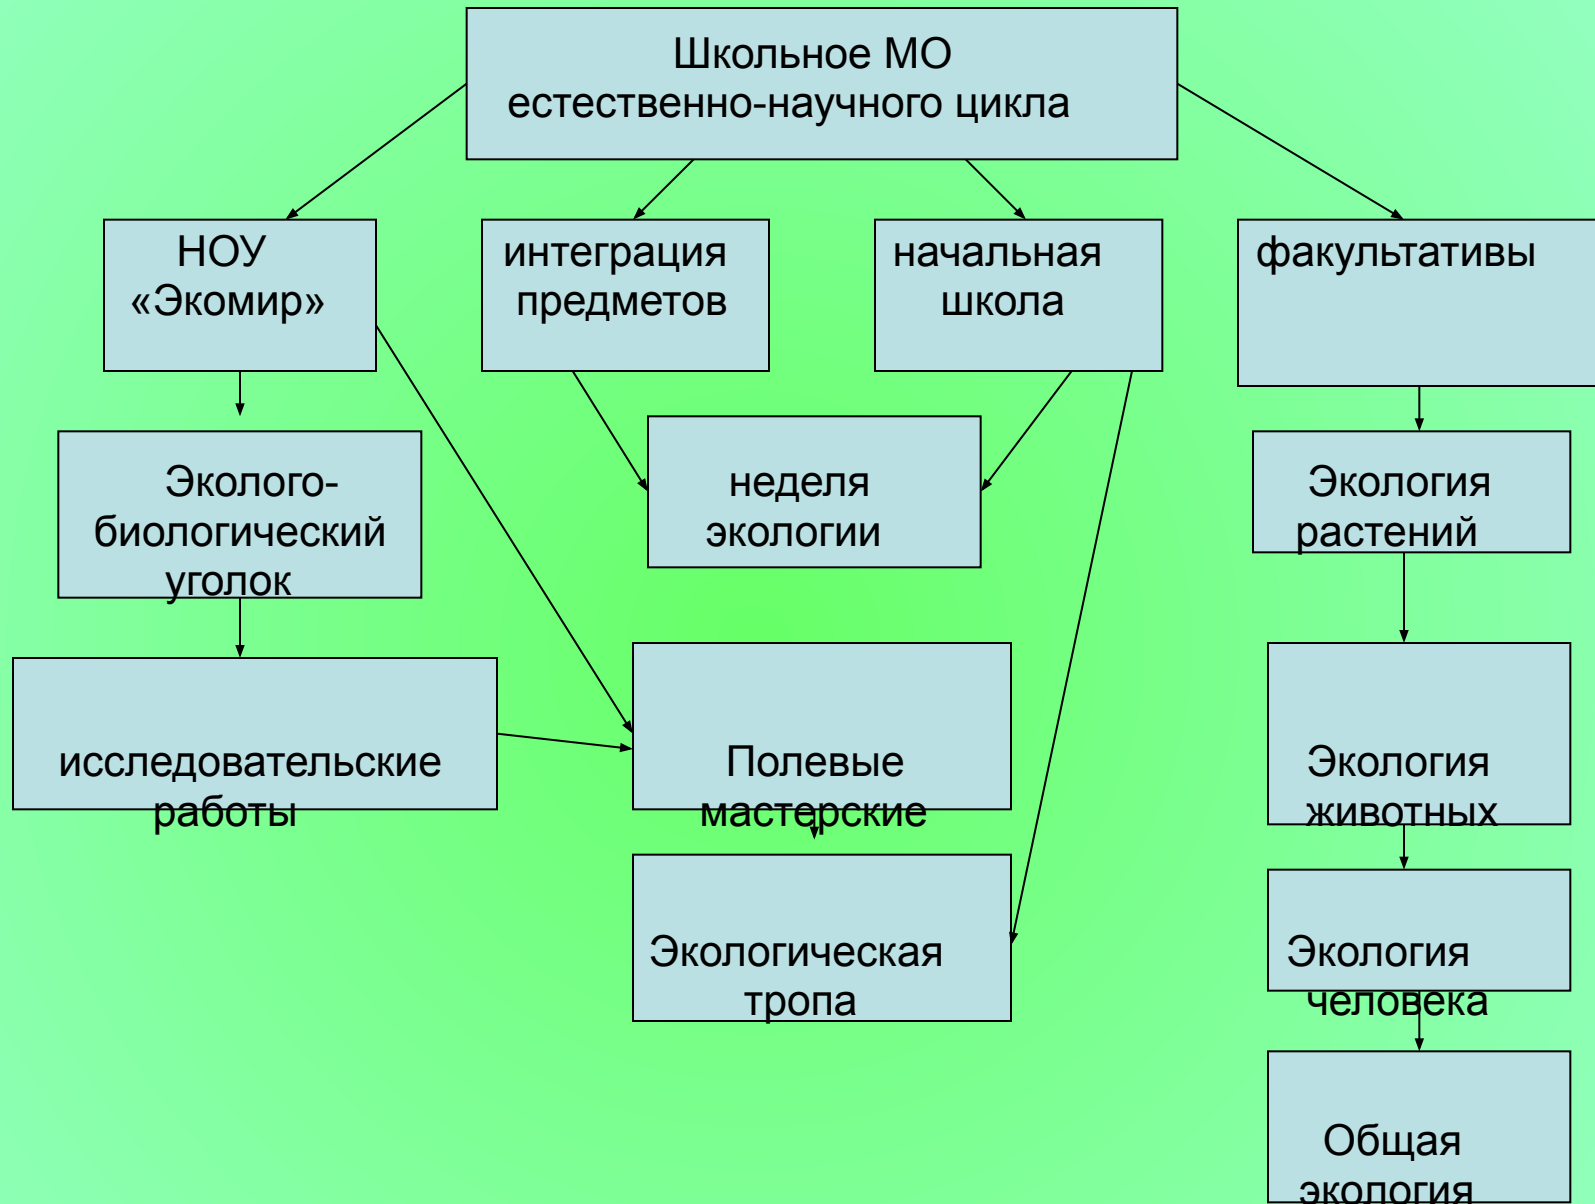 Школьное МО
естественно-научного цикла
НОУ
«Экомир»
интеграция
предметов
начальная
школа
факультативы
Эколого-
биологический
уголок
неделя
экологии
Экология
растений
исследовательские
работы
Полевые
мастерские
Экология
животных
Экологическая
тропа
Экология
человека
Общая
экология